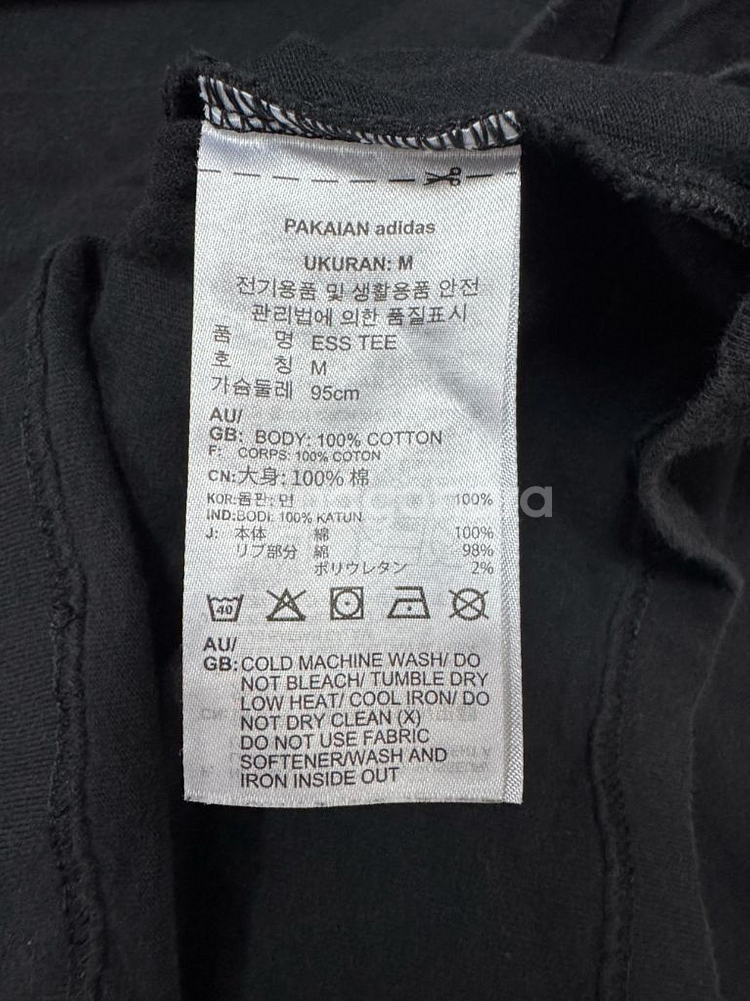 PAKAIAN adidas
UKURAN: M
전기용품 및 생활용품 안전
관리법에 의한 품질표시
품 명 ESS TEE
호 칭 M
가슴둘레 95cm
AU/
GB: BODY: 100% COTTON
F: CORPS: 100% COTON
CN: 大身: 100% 棉
KOR: 몸판: 면 100%
IND: BODI: 100% KATUN
J: 本体 綿 100%
リブ部分 綿 98%
ポリウレタン 2%
40
AU/
GB: COLD MACHINE WASH/ DO
NOT BLEACH/ TUMBLE DRY
LOW HEAT/ COOL IRON/ DO
NOT DRY CLEAN (X)
DO NOT USE FABRIC
SOFTENER/WASH AND
IRON INSIDE OUT